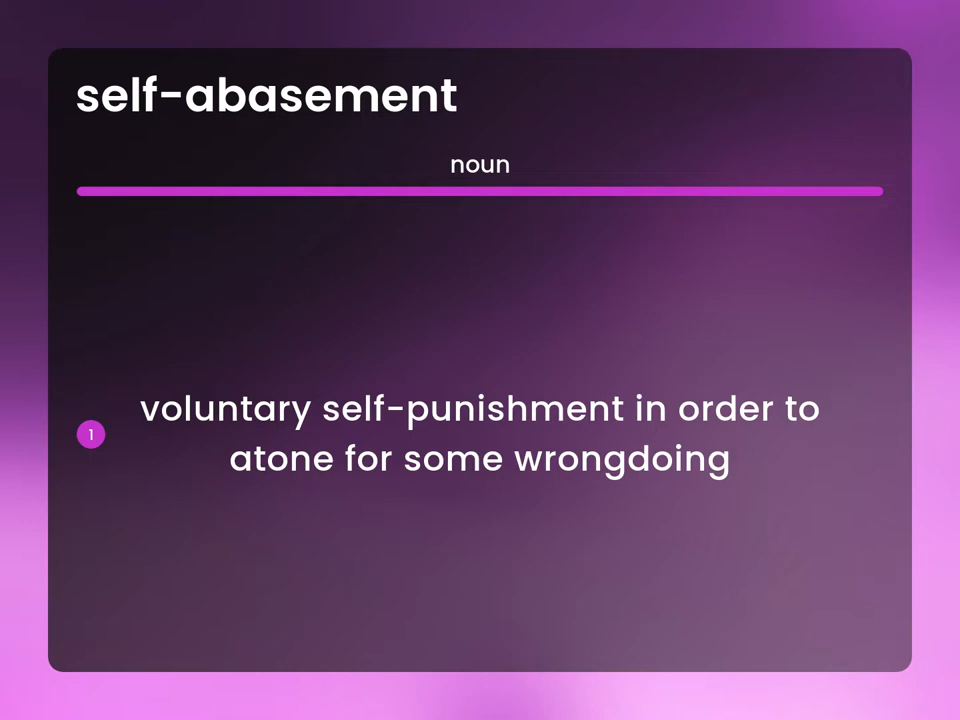 self-abasement
noun
1
voluntary self-punishment in order to
atone for some wrongdoing